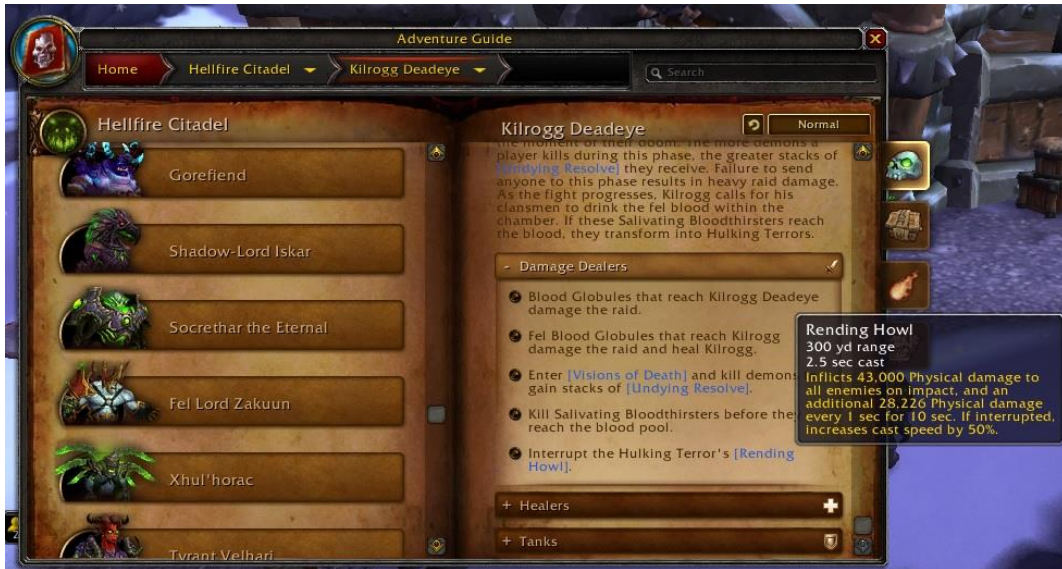 Adventure Guide
Home
Hellfire Citadel
Kilrogg Deadeye
Search
Hellfire Citadel
Gorefiend
Shadow-Lord Iskar
Socrethar the Eternal
Fel Lord Zakuun
Xhul'horac
Tyrant Velhari
Kilrogg Deadeye
Normal
the moment of their doom. The more demons a
player kills during this phase, the greater stacks of
[Undying Resolve] they receive. Failure to send
anyone to this phase results in heavy raid damage.
As the fight progresses, Kilrogg calls for his
clansmen to drink the fel blood within the
chamber. If these Salivating Bloodthirsters reach
the blood, they transform into Hulking Terrors.
- Damage Dealers
Blood Globules that reach Kilrogg Deadeye
damage the raid.
Fel Blood Globules that reach Kilrogg
damage the raid and heal Kilrogg.
Enter [Visions of Death] and kill demons
gain stacks of [Undying Resolve].
Kill Salivating Bloodthirsters before they
reach the blood pool.
Interrupt the Hulking Terror's [Rending
Howl].
+ Healers
+ Tanks
Rending Howl
300 yd range
2.5 sec cast
Inflicts 43,000 Physical damage to
all enemies on impact, and an
additional 28,226 Physical damage
every 1 sec for 10 sec. If interrupted,
increases cast speed by 50%.